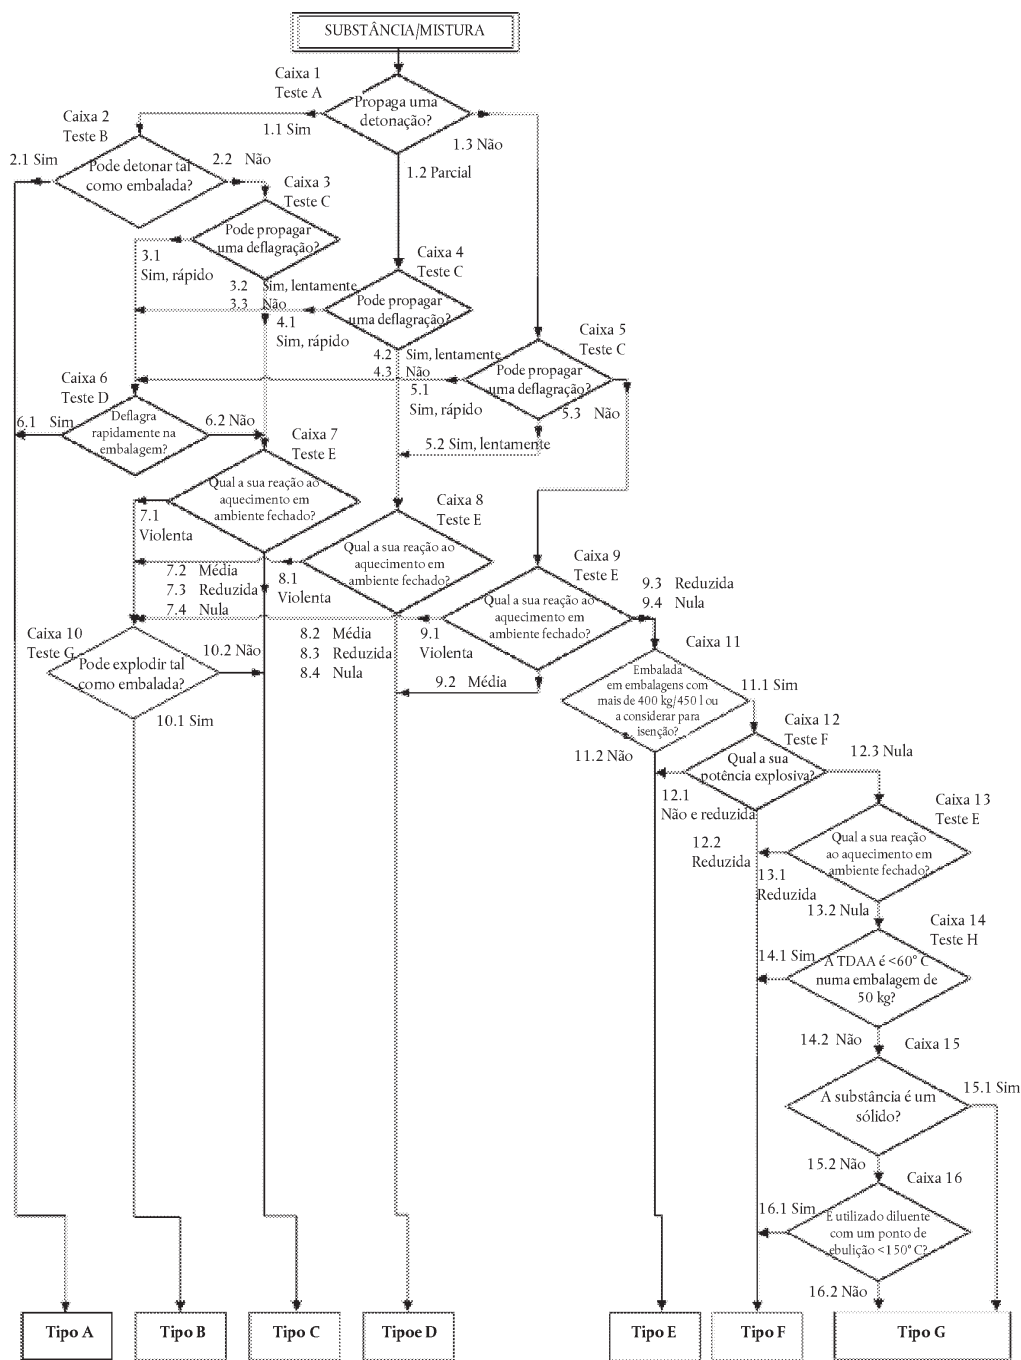 SUBSTÂNCIA/MISTURA
Caixa 1
Teste A
Propaga uma
detonação?
1.1 Sim
1.3 Não
1.2 Parcial
Caixa 2
Teste B
2.1 Sim
2.2 Não
Pode detonar tal
como embalada?
Caixa 3
Teste C
Pode propagar
uma deflagração?
3.1
Sim, rápido
3.2 Sim, lentamente
3.3 Não
Caixa 4
Teste C
Pode propagar
uma deflagração?
4.1
Sim, rápido
4.2 Sim, lentamente
4.3 Não
Caixa 5
Teste C
Pode propagar
uma deflagração?
5.1
Sim, rápido
5.3 Não
5.2 Sim, lentamente
Caixa 6
Teste D
6.1 Sim
6.2 Não
Deflagra
rapidamente na
embalagem?
Caixa 7
Teste E
Qual a sua reação ao
aquecimento em
ambiente fechado?
7.1
Violenta
7.2 Média
7.3 Reduzida
7.4 Nula
Caixa 8
Teste E
Qual a sua reação ao
aquecimento em
ambiente fechado?
8.1
Violenta
8.2 Média
8.3 Reduzida
8.4 Nula
Caixa 9
Teste E
Qual a sua reação ao
aquecimento em
ambiente fechado?
9.3 Reduzida
9.4 Nula
9.1
Violenta
9.2 Média
Caixa 10
Teste G
Pode explodir tal
como embalada?
10.2 Não
10.1 Sim
Caixa 11
Embalada
em embalagens com
mais de 400 kg/450 l ou
a considerar para
isenção?
11.1 Sim
11.2 Não
Caixa 12
Teste F
Qual a sua
potência explosiva?
12.3 Nula
12.1
Não e reduzida
12.2
Reduzida
Caixa 13
Teste E
Qual a sua reação
ao aquecimento em
ambiente fechado?
13.1
Reduzida
13.2 Nula
Caixa 14
Teste H
14.1 Sim
A TDAA é <60° C
numa embalagem de
50 kg?
14.2 Não
Caixa 15
A substância é um
sólido?
15.1 Sim
15.2 Não
Caixa 16
16.1 Sim
É utilizado diluente
com um ponto de
ebulição <150° C?
16.2 Não
Tipo A
Tipo B
Tipo C
Tipoe D
Tipo E
Tipo F
Tipo G